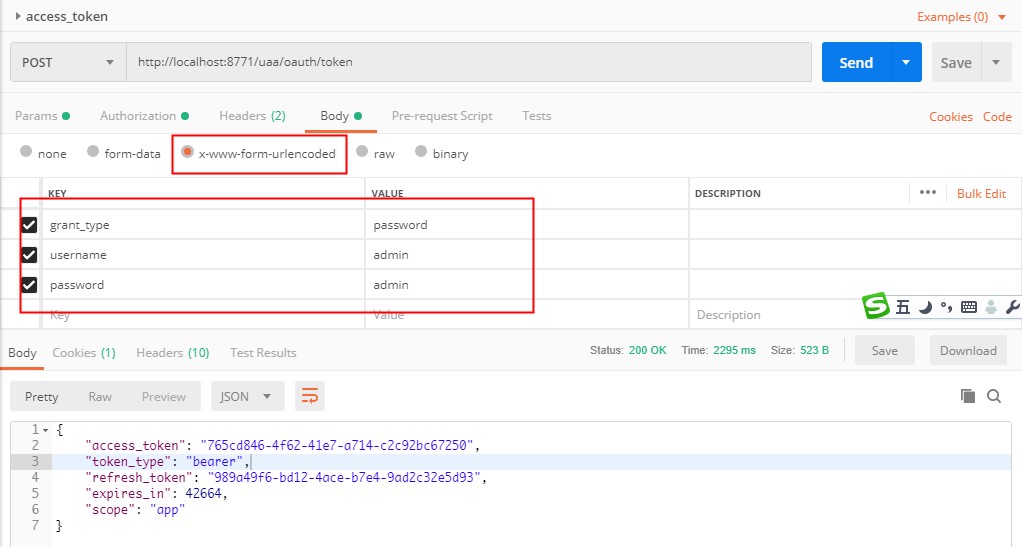 access_token
Examples (0)
POST
http://localhost:8771/uaa/oauth/token
Send
Save
Params
Authorization
Headers (2)
Body
Pre-request Script
Tests
Cookies
Code
none
form-data
x-www-form-urlencoded
raw
binary
KEY
VALUE
DESCRIPTION
Bulk Edit
grant_type
password
username
admin
password
admin
Key
Value
Description
五
Body
Cookies (1)
Headers (10)
Test Results
Status: 200 OK
Time: 2295 ms
Size: 523 B
Save
Download
Pretty
Raw
Preview
JSON
1 {
2 "access_token": "765cd846-4f62-41e7-a714-c2c92bc67250",
3 "token_type": "bearer",
4 "refresh_token": "989a49f6-bd12-4ace-b7e4-9ad2c32e5d93",
5 "expires_in": 42664,
6 "scope": "app"
7 }